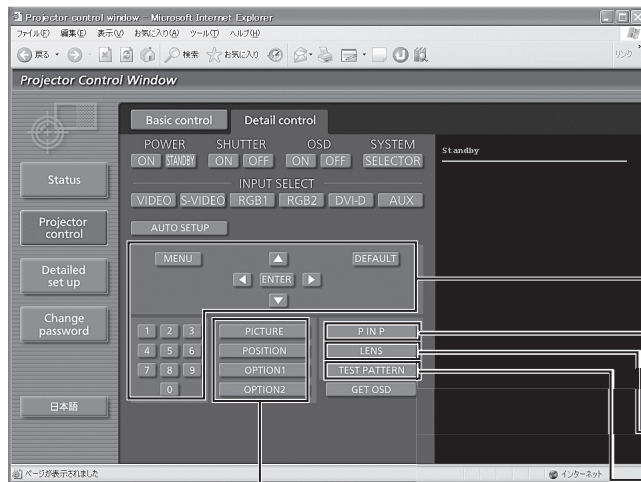 Projector control window - Microsoft Internet Explorer
ファイル(F) 編集(E) 表示(V) お気に入り(A) ツール(T) ヘルプ(H)
戻る 検索 お気に入り リンク
Projector Control Window
Basic control Detail control
POWER SHUTTER OSD SYSTEM
ON STANDBY ON OFF ON OFF SELECTOR
INPUT SELECT
VIDEO S-VIDEO RGB1 RGB2 DVI-D AUX
AUTO SETUP
MENU DEFAULT
ENTER
1 2 3 PICTURE P IN P
4 5 6 POSITION LENS
7 8 9 OPTION1 TEST PATTERN
0 OPTION2 GET OSD
Standby
Status
Projector
control
Detailed
set up
Change
password
日本語
ページが表示されました インターネット